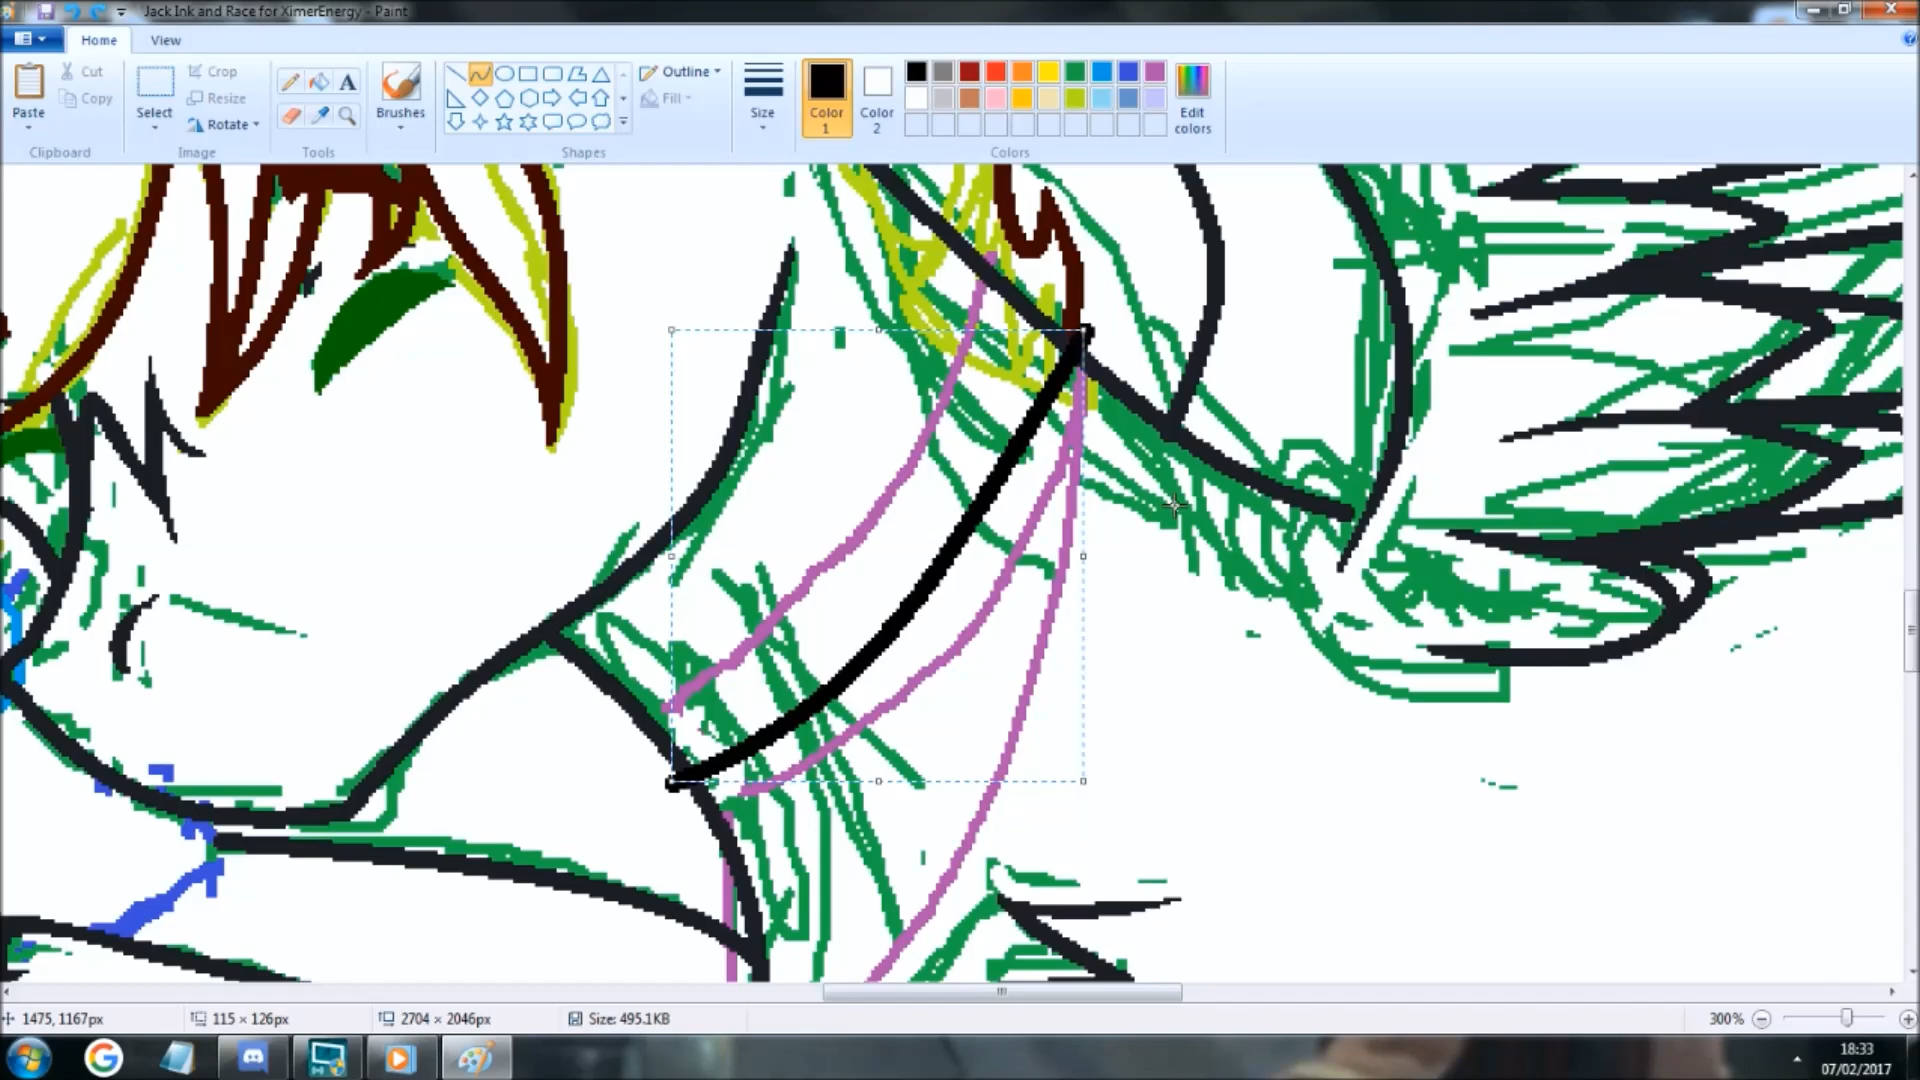 Jack Ink and Race for XimerEnergy - Paint
Home View
Paste
Cut
Copy
Clipboard
Select
Crop
Resize
Rotate
Image
A
Tools
Brushes
Outline
Fill
Shapes
Size
Color 1
Color 2
Edit colors
Colors
1475, 1167px
115 × 126px
2704 × 2046px
Size: 495.1KB
300%
18:33
07/02/2017